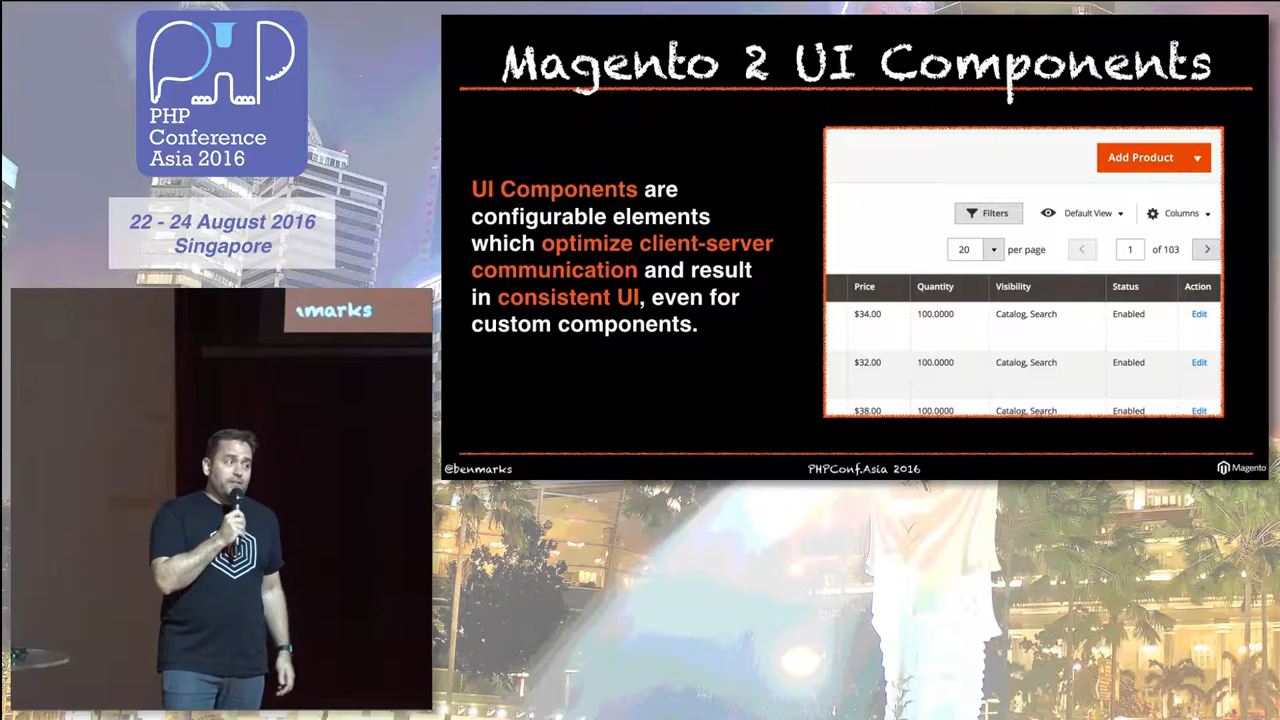 PHP
PHP
Conference
Asia 2016
22 - 24 August 2016
Singapore
marks
Magento 2 UI Components
UI Components are
configurable elements
which optimize client-server
communication and result
in consistent UI, even for
custom components.
Add Product
Filters
Default View
Columns
20
per page
1
of 103
Price
Quantity
Visibility
Status
Action
$34.00
100.0000
Catalog, Search
Enabled
Edit
$32.00
100.0000
Catalog, Search
Enabled
Edit
$38.00
100.0000
Catalog, Search
Enabled
Edit
@benmarks
PHPConf.Asia 2016
Magento